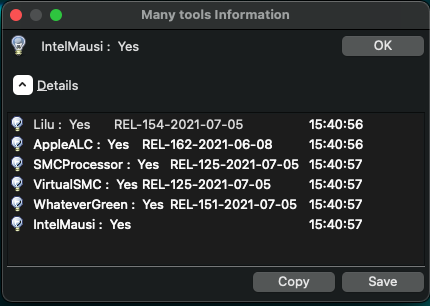 Many tools Information
IntelMausi : Yes
OK
Details
Lilu : Yes REL-154-2021-07-05 15:40:56
AppleALC : Yes REL-162-2021-06-08 15:40:56
SMCProcessor : Yes REL-125-2021-07-05 15:40:57
VirtualSMC : Yes REL-125-2021-07-05 15:40:57
WhateverGreen : Yes REL-151-2021-07-05 15:40:57
IntelMausi : Yes 15:40:57
Copy Save